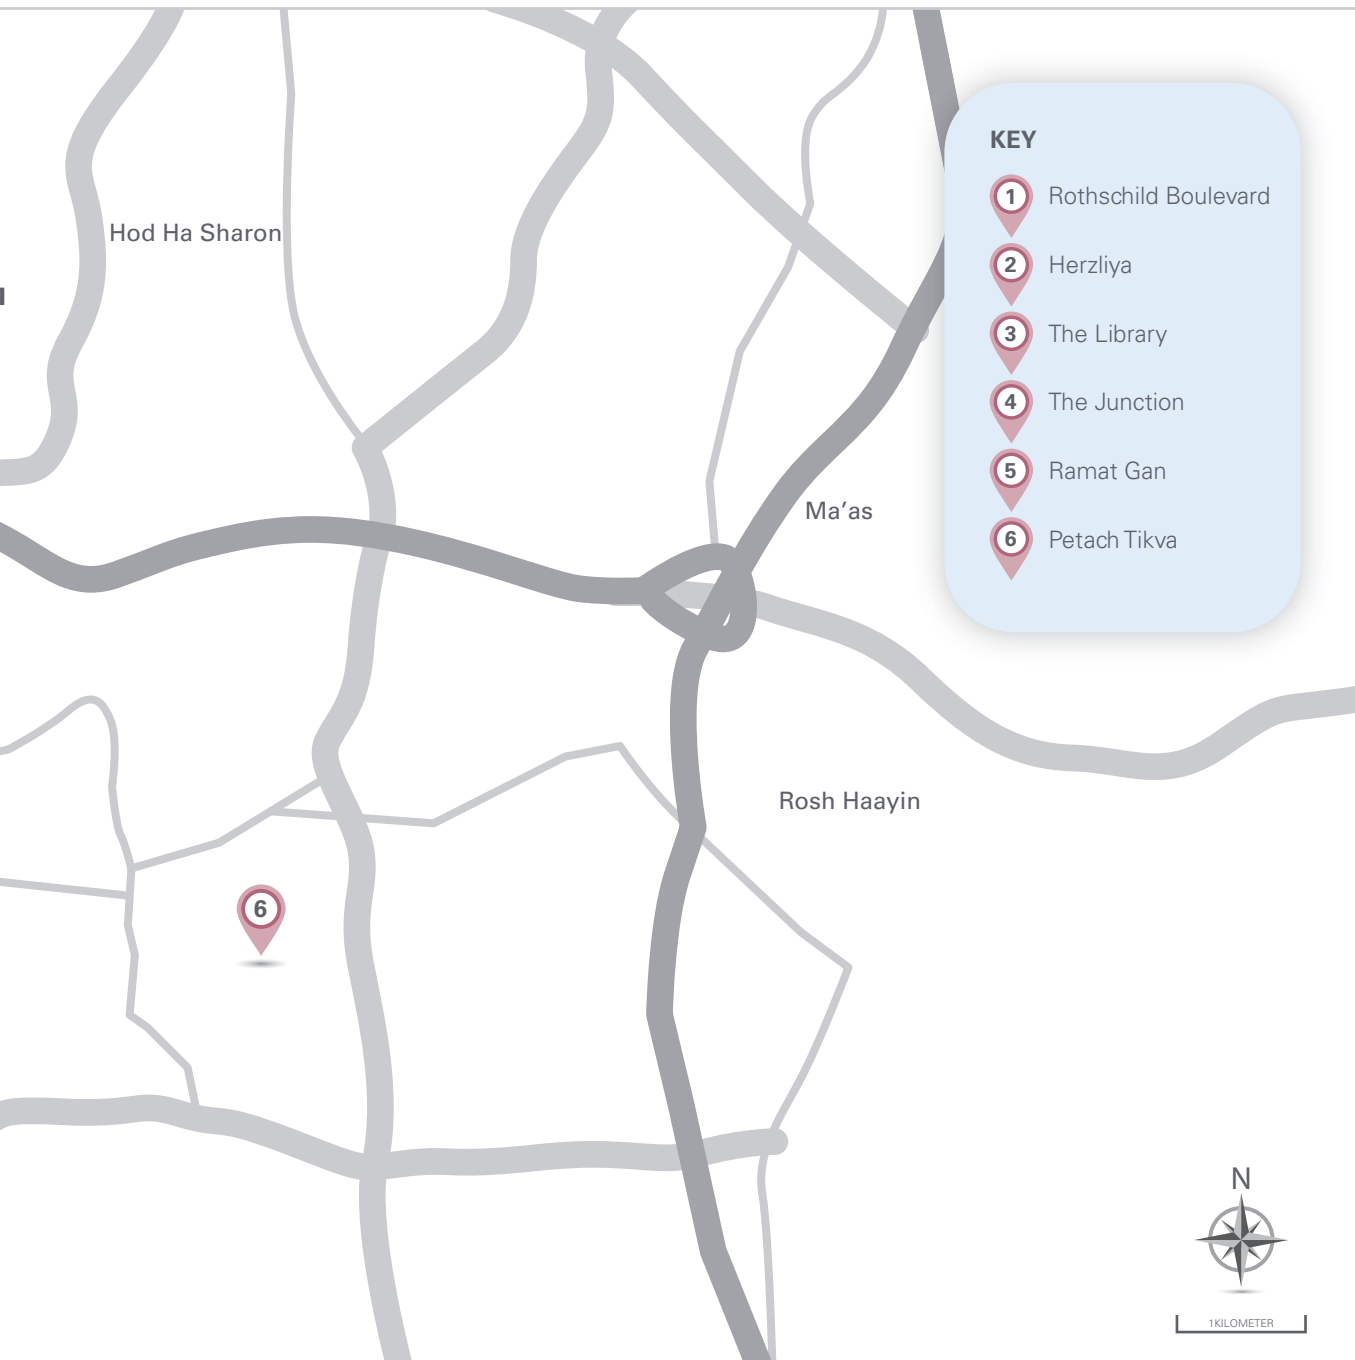 KEY
1 Rothschild Boulevard
2 Herzliya
3 The Library
4 The Junction
5 Ramat Gan
6 Petach Tikva
Hod Ha Sharon
Ma’as
Rosh Haayin
6
N
1KILOMETER